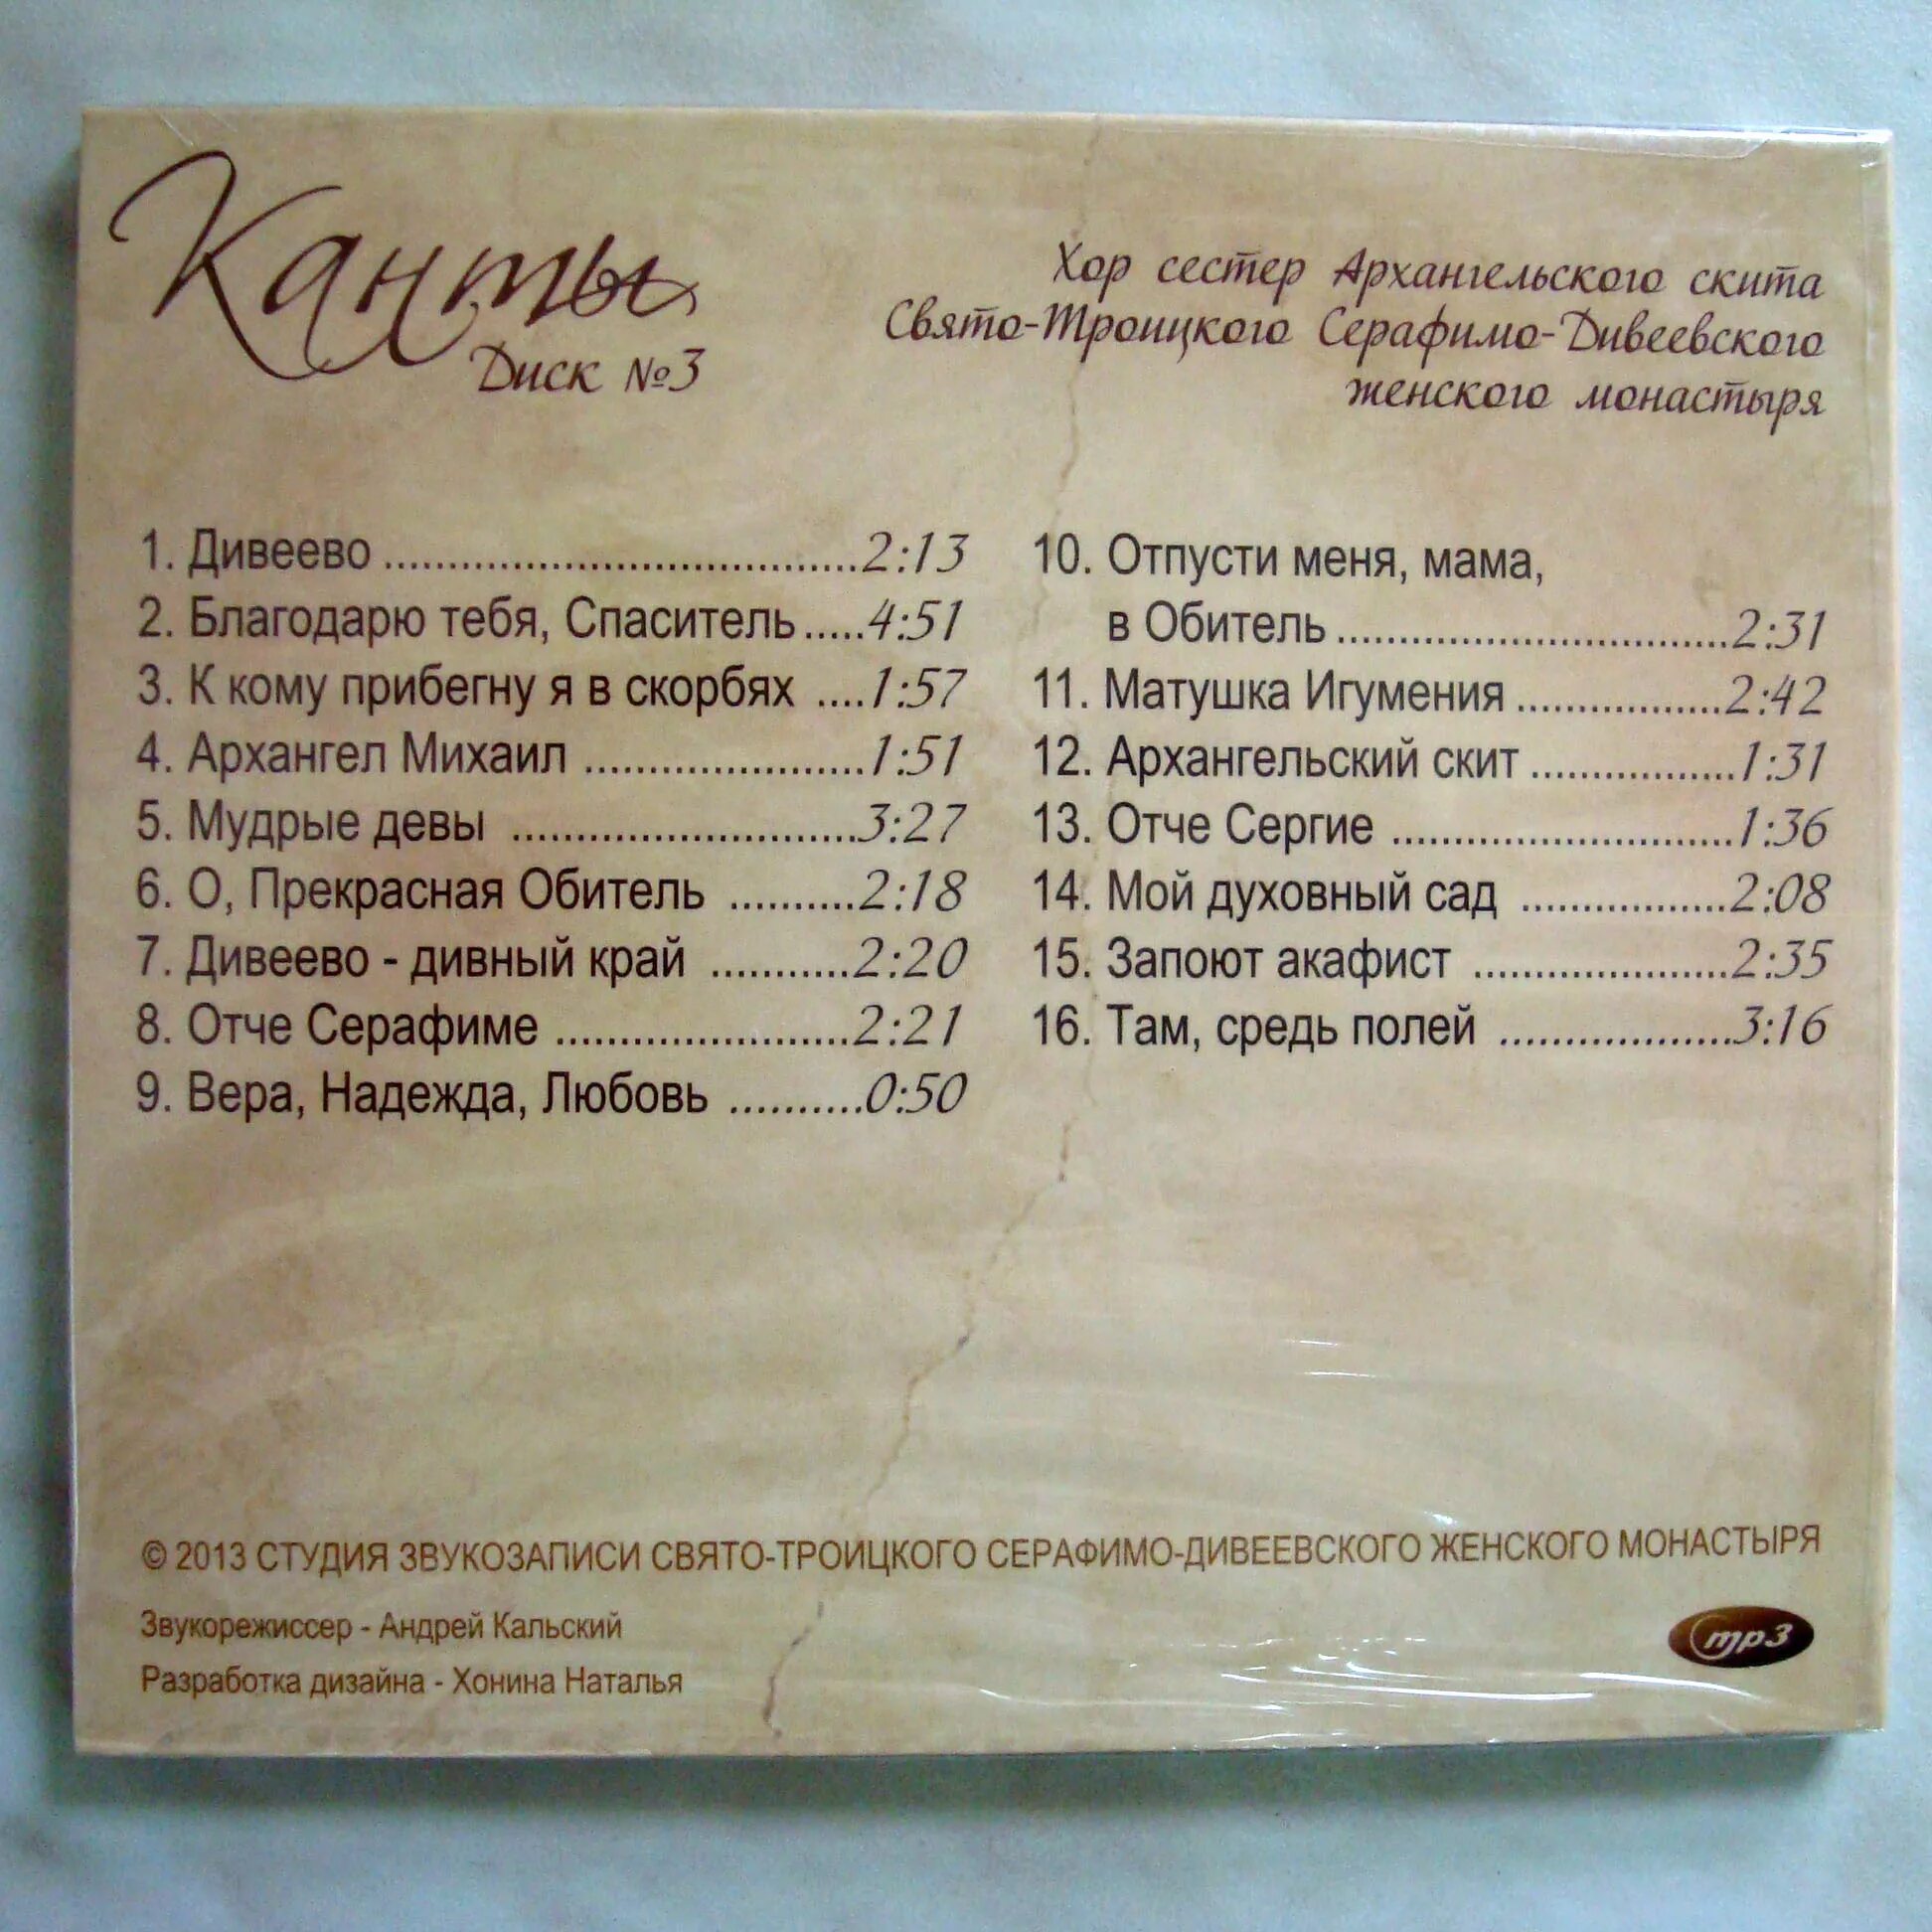 Канты
Диск №3
Хор сестер Архангельского скита
Свято-Троицкого Серафимо-Дивеевского
женского монастыря
1. Дивеево .....................................2:13
2. Благодарю тебя, Спаситель.....4:51
3. К кому прибегну я в скорбях ....1:57
4. Архангел Михаил ......................1:51
5. Мудрые девы ...........................3:27
6. О, Прекрасная Обитель ..........2:18
7. Дивеево - дивный край ...........2:20
8. Отче Серафиме .......................2:21
9. Вера, Надежда, Любовь ..........0:50
10. Отпусти меня, мама,
в Обитель ...............................2:31
11. Матушка Игумения ................2:42
12. Архангельский скит ................1:31
13. Отче Сергие ...........................1:36
14. Мой духовный сад ................2:08
15. Запоют акафист ....................2:35
16. Там, средь полей ..................3:16
© 2013 СТУДИЯ ЗВУКОЗАПИСИ СВЯТО-ТРОИЦКОГО СЕРАФИМО-ДИВЕЕВСКОГО ЖЕНСКОГО МОНАСТЫРЯ
Звукорежиссер - Андрей Кальский
Разработка дизайна - Хонина Наталья
mp3